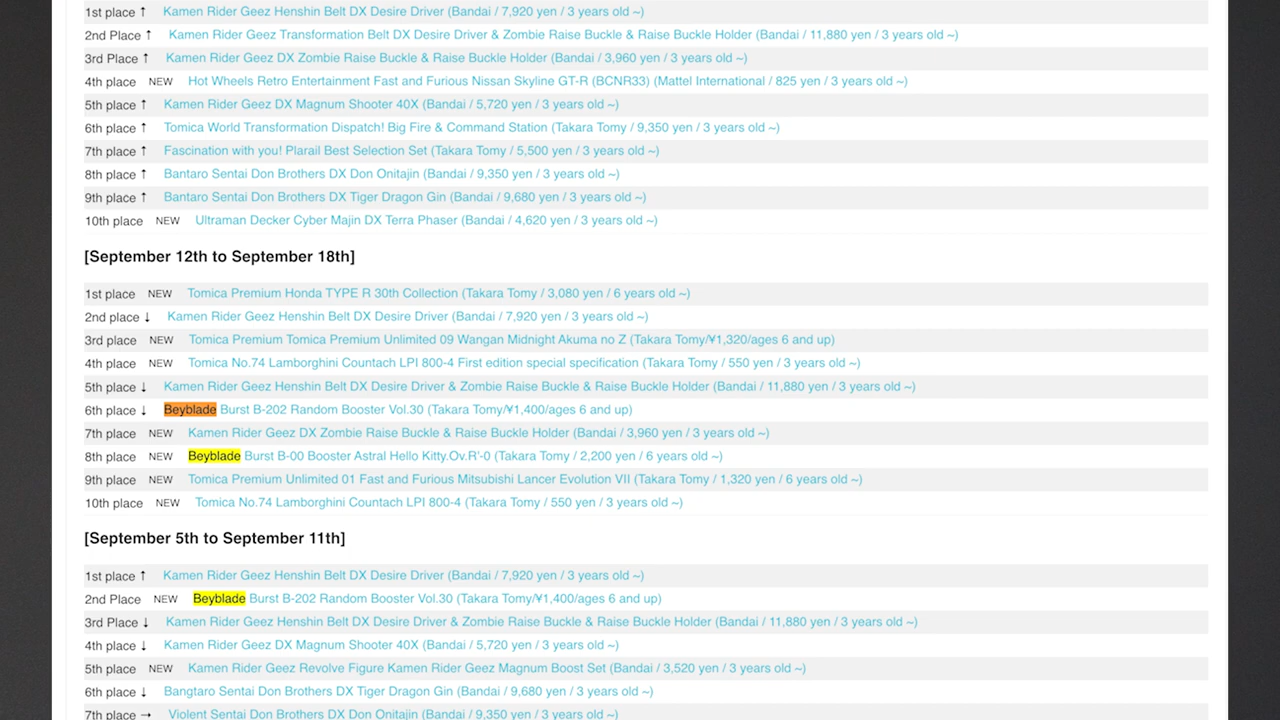 1st place ↑ Kamen Rider Geez Henshin Belt DX Desire Driver (Bandai / 7,920 yen / 3 years old ~)
2nd Place ↑ Kamen Rider Geez Transformation Belt DX Desire Driver & Zombie Raise Buckle & Raise Buckle Holder (Bandai / 11,880 yen / 3 years old ~)
3rd Place ↑ Kamen Rider Geez DX Zombie Raise Buckle & Raise Buckle Holder (Bandai / 3,960 yen / 3 years old ~)
4th place NEW Hot Wheels Retro Entertainment Fast and Furious Nissan Skyline GT-R (BCNR33) (Mattel International / 825 yen / 3 years old ~)
5th place ↑ Kamen Rider Geez DX Magnum Shooter 40X (Bandai / 5,720 yen / 3 years old ~)
6th place ↑ Tomica World Transformation Dispatch! Big Fire & Command Station (Takara Tomy / 9,350 yen / 3 years old ~)
7th place ↑ Fascination with you! Plarail Best Selection Set (Takara Tomy / 5,500 yen / 3 years old ~)
8th place ↑ Bantaro Sentai Don Brothers DX Don Onitajin (Bandai / 9,350 yen / 3 years old ~)
9th place ↑ Bantaro Sentai Don Brothers DX Tiger Dragon Gin (Bandai / 9,680 yen / 3 years old ~)
10th place NEW Ultraman Decker Cyber Majin DX Terra Phaser (Bandai / 4,620 yen / 3 years old ~)
[September 12th to September 18th]
1st place NEW Tomica Premium Honda TYPE R 30th Collection (Takara Tomy / 3,080 yen / 6 years old ~)
2nd place ↓ Kamen Rider Geez Henshin Belt DX Desire Driver (Bandai / 7,920 yen / 3 years old ~)
3rd place NEW Tomica Premium Tomica Premium Unlimited 09 Wangan Midnight Akuma no Z (Takara Tomy/¥1,320/ages 6 and up)
4th place NEW Tomica No.74 Lamborghini Countach LPI 800-4 First edition special specification (Takara Tomy / 550 yen / 3 years old ~)
5th place ↓ Kamen Rider Geez Henshin Belt DX Desire Driver & Zombie Raise Buckle & Raise Buckle Holder (Bandai / 11,880 yen / 3 years old ~)
6th place ↓ Beyblade Burst B-202 Random Booster Vol.30 (Takara Tomy/¥1,400/ages 6 and up)
7th place NEW Kamen Rider Geez DX Zombie Raise Buckle & Raise Buckle Holder (Bandai / 3,960 yen / 3 years old ~)
8th place NEW Beyblade Burst B-00 Booster Astral Hello Kitty.Ov.R'-0 (Takara Tomy / 2,200 yen / 6 years old ~)
9th place NEW Tomica Premium Unlimited 01 Fast and Furious Mitsubishi Lancer Evolution VII (Takara Tomy / 1,320 yen / 6 years old ~)
10th place NEW Tomica No.74 Lamborghini Countach LPI 800-4 (Takara Tomy / 550 yen / 3 years old ~)
[September 5th to September 11th]
1st place ↑ Kamen Rider Geez Henshin Belt DX Desire Driver (Bandai / 7,920 yen / 3 years old ~)
2nd Place NEW Beyblade Burst B-202 Random Booster Vol.30 (Takara Tomy/¥1,400/ages 6 and up)
3rd Place ↓ Kamen Rider Geez Henshin Belt DX Desire Driver & Zombie Raise Buckle & Raise Buckle Holder (Bandai / 11,880 yen / 3 years old ~)
4th place ↓ Kamen Rider Geez DX Magnum Shooter 40X (Bandai / 5,720 yen / 3 years old ~)
5th place NEW Kamen Rider Geez Revolve Figure Kamen Rider Geez Magnum Boost Set (Bandai / 3,520 yen / 3 years old ~)
6th place ↓ Bangtaro Sentai Don Brothers DX Tiger Dragon Gin (Bandai / 9,680 yen / 3 years old ~)
7th place → Violent Sentai Don Brothers DX Don Onitajin (Bandai / 9,350 yen / 3 years old ~)